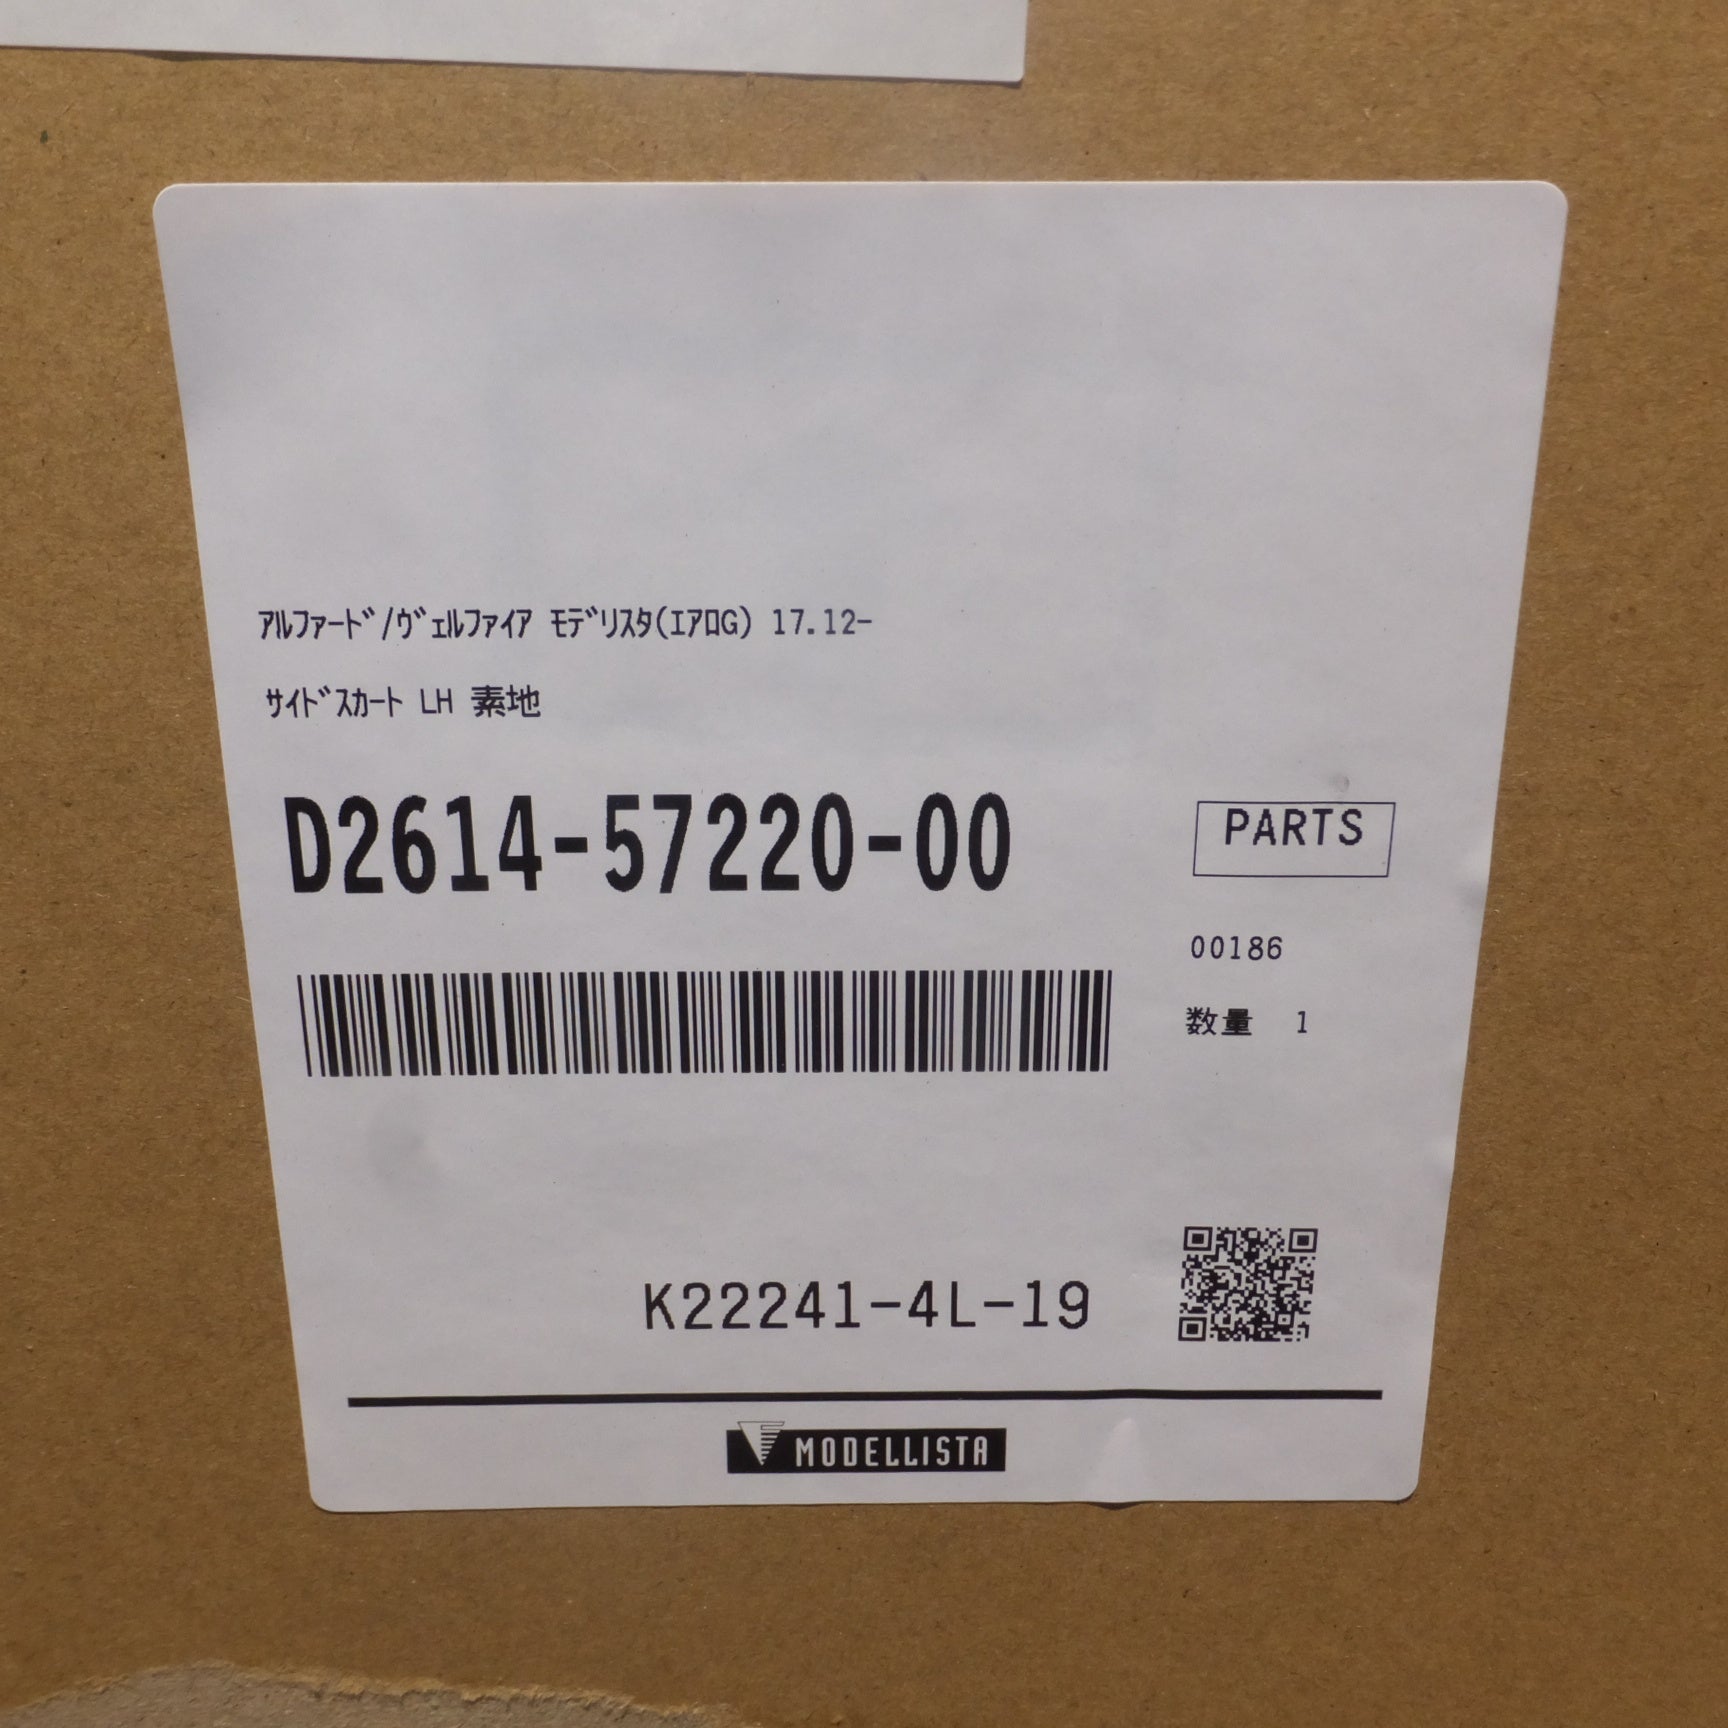 ｱﾙﾌｧｰﾄﾞ/ｳﾞｪﾙﾌｧｲｱ ﾓﾃﾞﾘｽﾀ(ｴｱﾛG) 17.12-
ｻｲﾄﾞｽｶｰﾄ LH 素地
D2614-57220-00
PARTS
00186
数量 1
K22241-4L-19
MODELLISTA